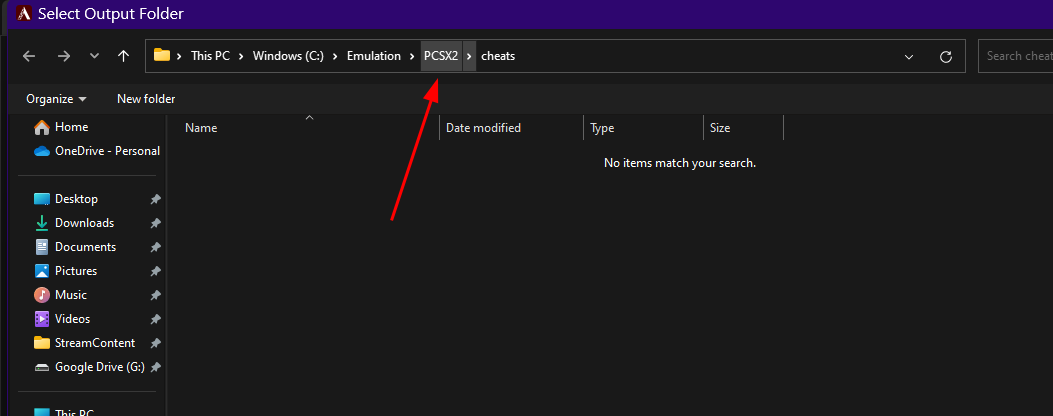 Select Output Folder
This PC > Windows (C:) > Emulation > PCSX2 > cheats
Search cheat
Organize
New folder
Name
Date modified
Type
Size
No items match your search.
Home
OneDrive - Personal
Desktop
Downloads
Documents
Pictures
Music
Videos
StreamContent
Google Drive (G:)
This PC